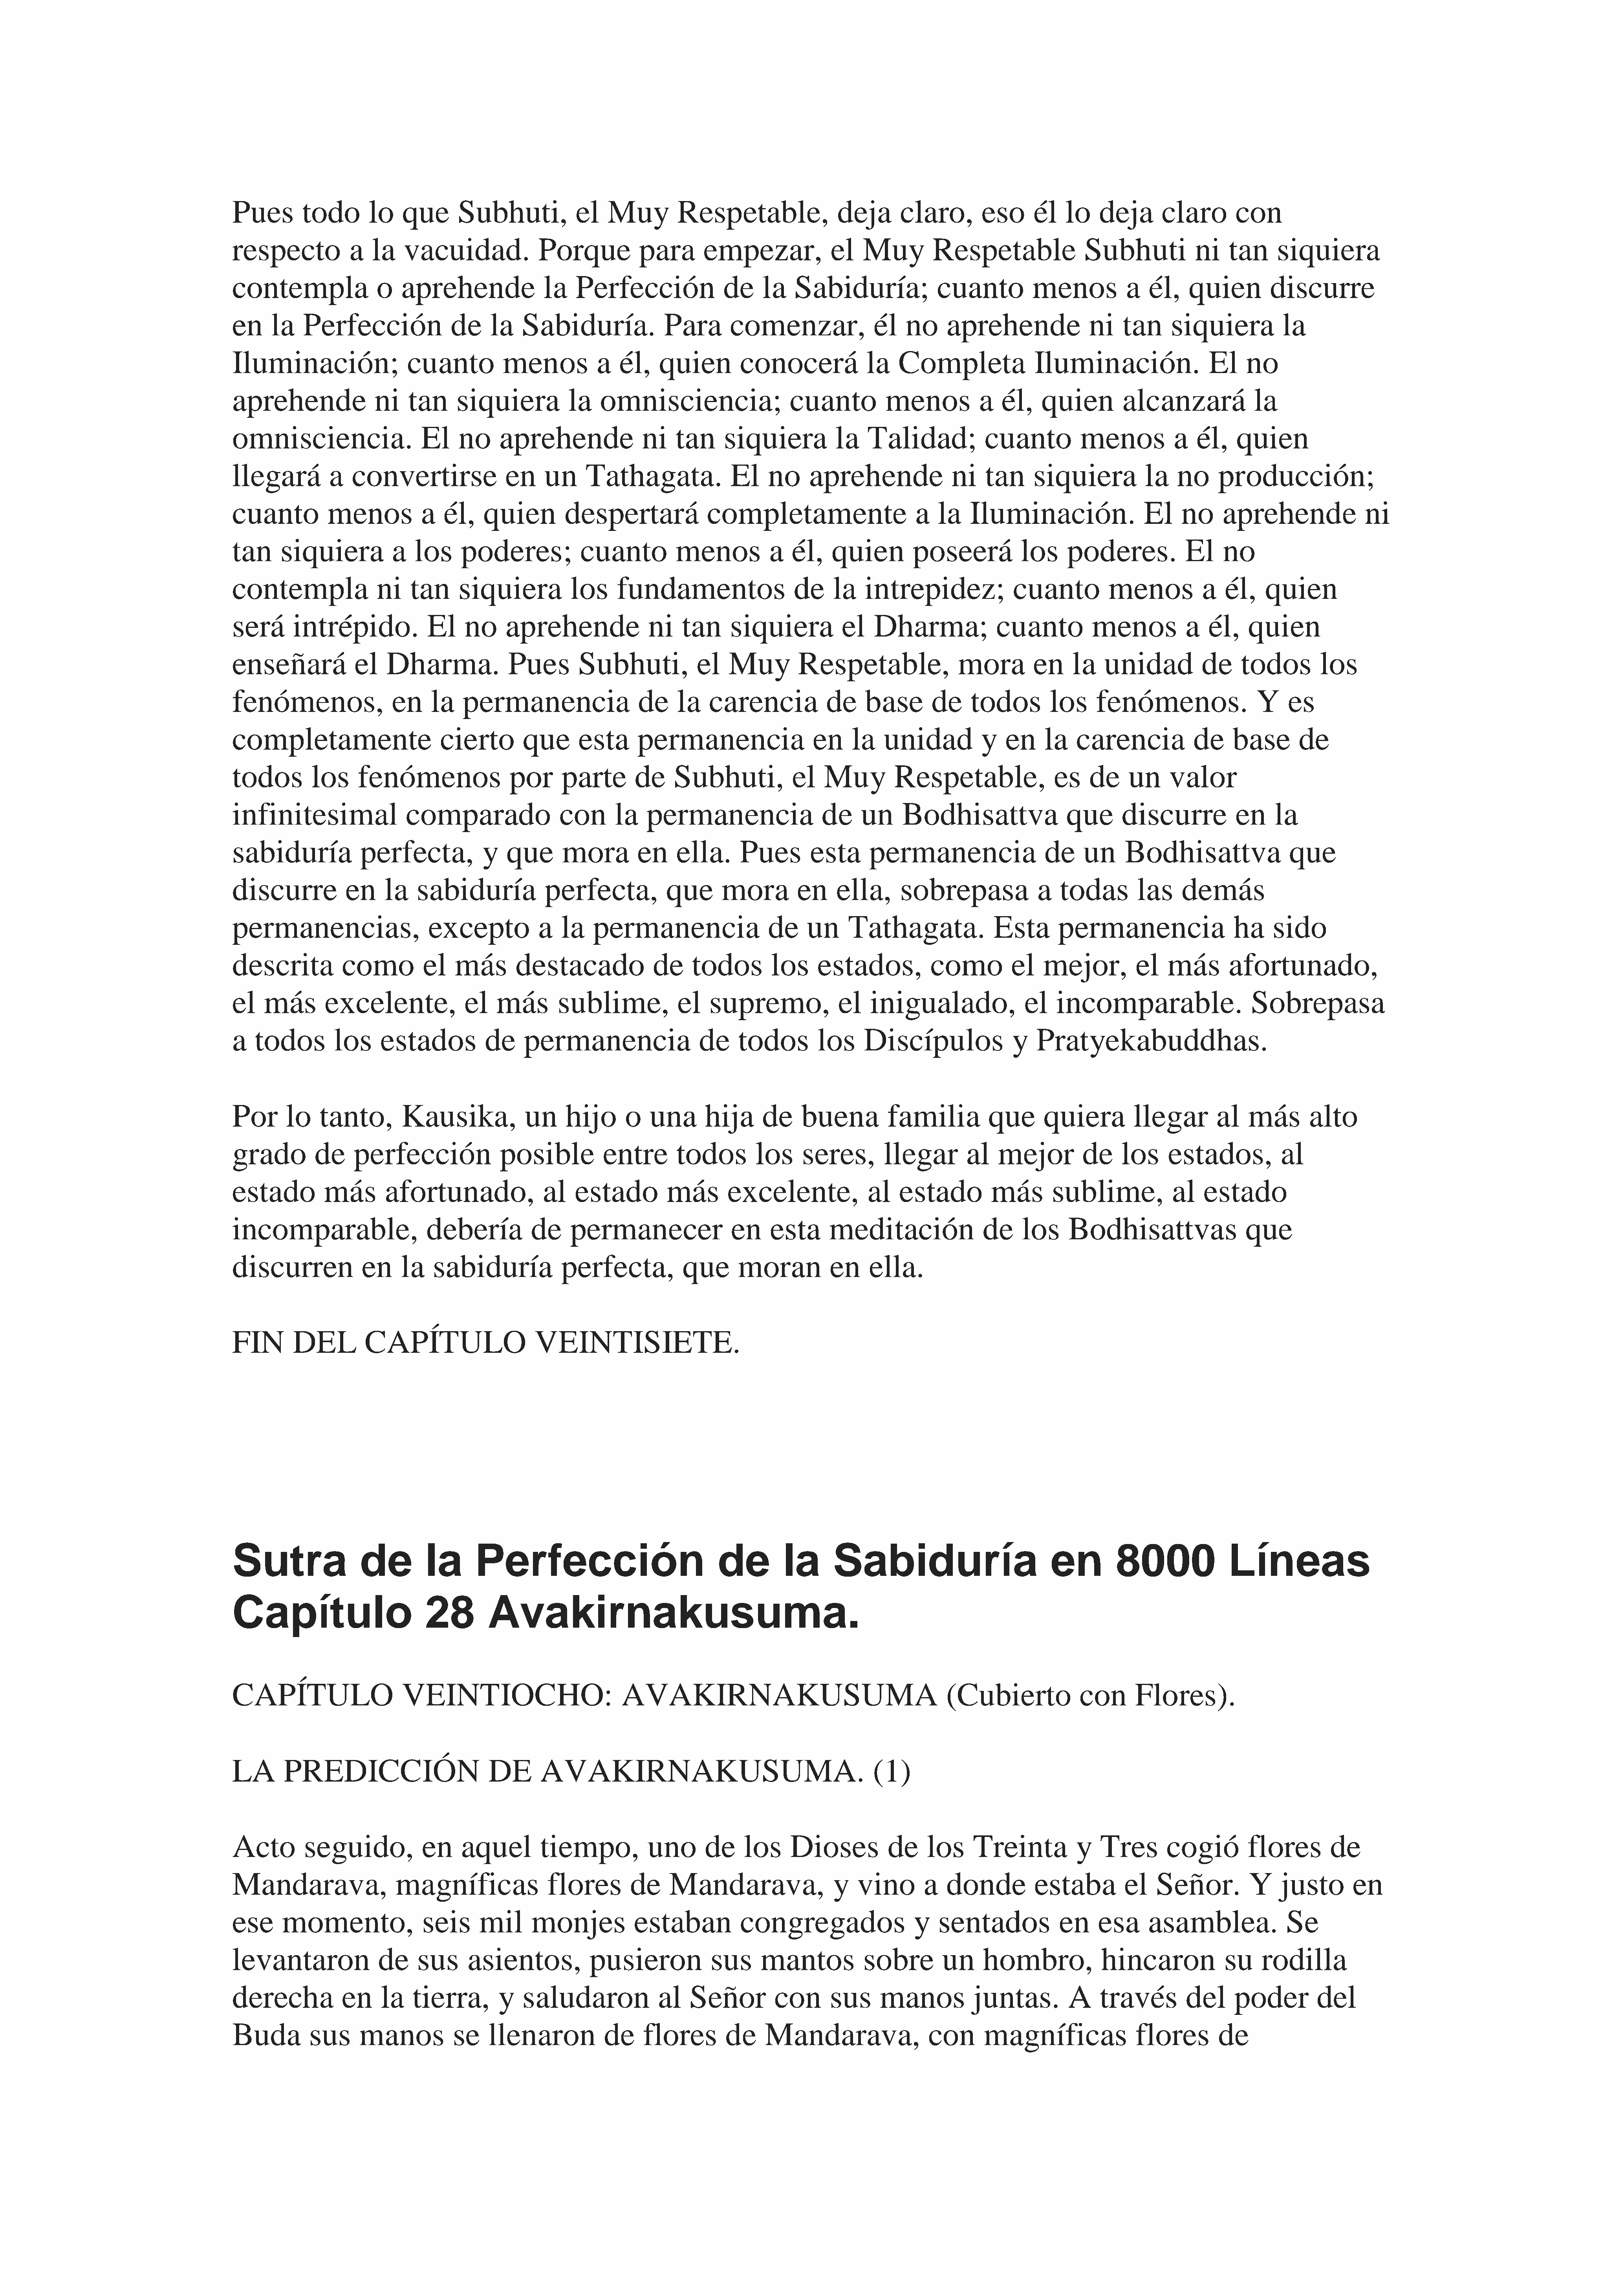 Pues todo lo que Subhuti, el Muy Respetable, deja claro, eso él lo deja claro con
respecto a la vacuidad. Porque para empezar, el Muy Respetable Subhuti ni tan siquiera
contempla o aprehende la Perfección de la Sabiduría; cuanto menos a él, quien discurre
en la Perfección de la Sabiduría. Para comenzar, él no aprehende ni tan siquiera la
Iluminación; cuanto menos a él, quien conocerá la Completa Iluminación. El no
aprehende ni tan siquiera la omnisciencia; cuanto menos a él, quien alcanzará la
omnisciencia. El no aprehende ni tan siquiera la Talidad; cuanto menos a él, quien
llegará a convertirse en un Tathagata. El no aprehende ni tan siquiera la no producción;
cuanto menos a él, quien despertará completamente a la Iluminación. El no aprehende ni
tan siquiera a los poderes; cuanto menos a él, quien poseerá los poderes. El no
contempla ni tan siquiera los fundamentos de la intrepidez; cuanto menos a él, quien
será intrépido. El no aprehende ni tan siquiera el Dharma; cuanto menos a él, quien
enseñará el Dharma. Pues Subhuti, el Muy Respetable, mora en la unidad de todos los
fenómenos, en la permanencia de la carencia de base de todos los fenómenos. Y es
completamente cierto que esta permanencia en la unidad y en la carencia de base de
todos los fenómenos por parte de Subhuti, el Muy Respetable, es de un valor
infinitesimal comparado con la permanencia de un Bodhisattva que discurre en la
sabiduría perfecta, y que mora en ella. Pues esta permanencia de un Bodhisattva que
discurre en la sabiduría perfecta, que mora en ella, sobrepasa a todas las demás
permanencias, excepto a la permanencia de un Tathagata. Esta permanencia ha sido
descrita como el más destacado de todos los estados, como el mejor, el más afortunado,
el más excelente, el más sublime, el supremo, el inigualado, el incomparable. Sobrepasa
a todos los estados de permanencia de todos los Discípulos y Pratyekabuddhas.
Por lo tanto, Kausika, un hijo o una hija de buena familia que quiera llegar al más alto
grado de perfección posible entre todos los seres, llegar al mejor de los estados, al
estado más afortunado, al estado más excelente, al estado más sublime, al estado
incomparable, debería de permanecer en esta meditación de los Bodhisattvas que
discurren en la sabiduría perfecta, que moran en ella.
FIN DEL CAPÍTULO VEINTISIETE.
Sutra de la Perfección de la Sabiduría en 8000 Líneas
Capítulo 28 Avakirnakusuma.
CAPÍTULO VEINTIOCHO: AVAKIRNAKUSUMA (Cubierto con Flores).
LA PREDICCIÓN DE AVAKIRNAKUSUMA. (1)
Acto seguido, en aquel tiempo, uno de los Dioses de los Treinta y Tres cogió flores de
Mandarava, magníficas flores de Mandarava, y vino a donde estaba el Señor. Y justo en
ese momento, seis mil monjes estaban congregados y sentados en esa asamblea. Se
levantaron de sus asientos, pusieron sus mantos sobre un hombro, hincaron su rodilla
derecha en la tierra, y saludaron al Señor con sus manos juntas. A través del poder del
Buda sus manos se llenaron de flores de Mandarava, con magníficas flores de